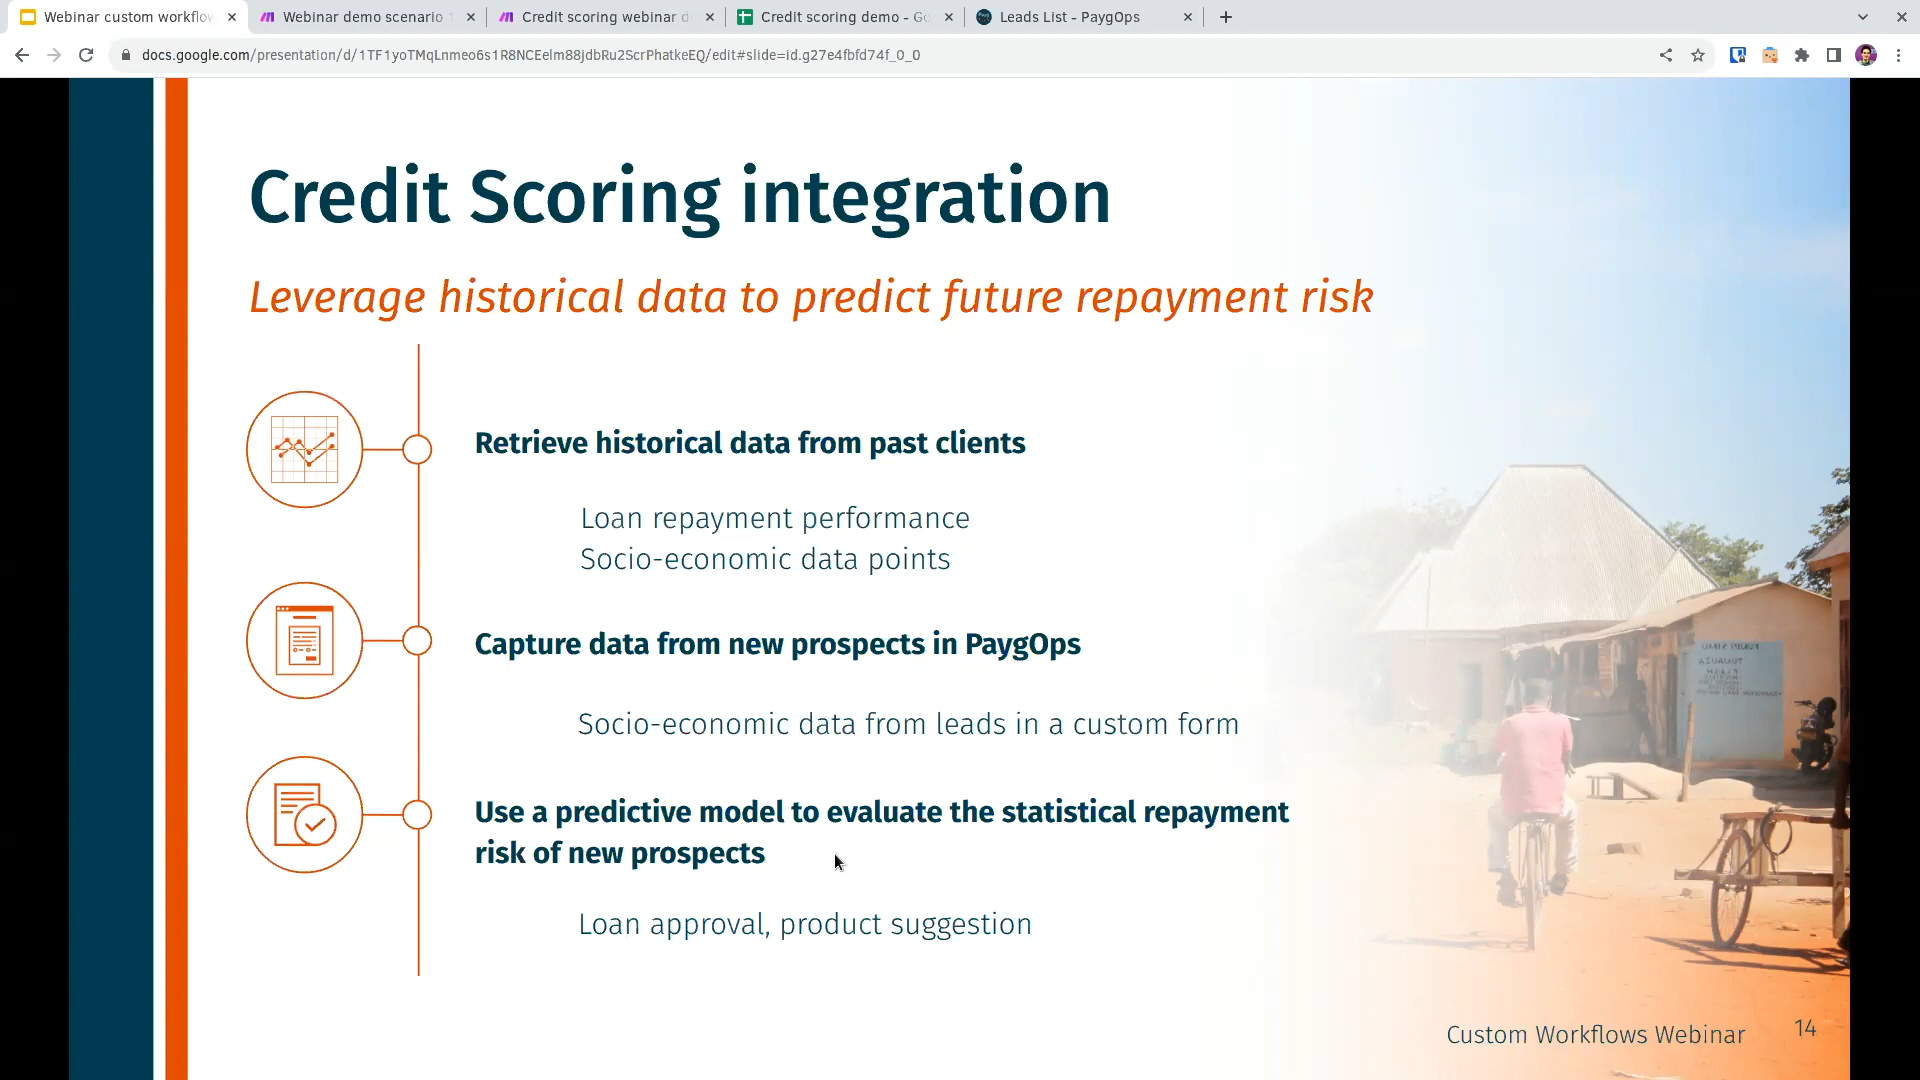 Webinar custom workflow
Webinar demo scenario 1
Credit scoring webinar d
Credit scoring demo - Go
Leads List - PaygOps
docs.google.com/presentation/d/1TF1yoTMqLnmeo6s1R8NCEelm88jdbRu2ScrPhatkeEQ/edit#slide=id.g27e4fbfd74f_0_0
Credit Scoring integration
Leverage historical data to predict future repayment risk
Retrieve historical data from past clients
Loan repayment performance
Socio-economic data points
Capture data from new prospects in PaygOps
Socio-economic data from leads in a custom form
Use a predictive model to evaluate the statistical repayment
risk of new prospects
Loan approval, product suggestion
Custom Workflows Webinar
14